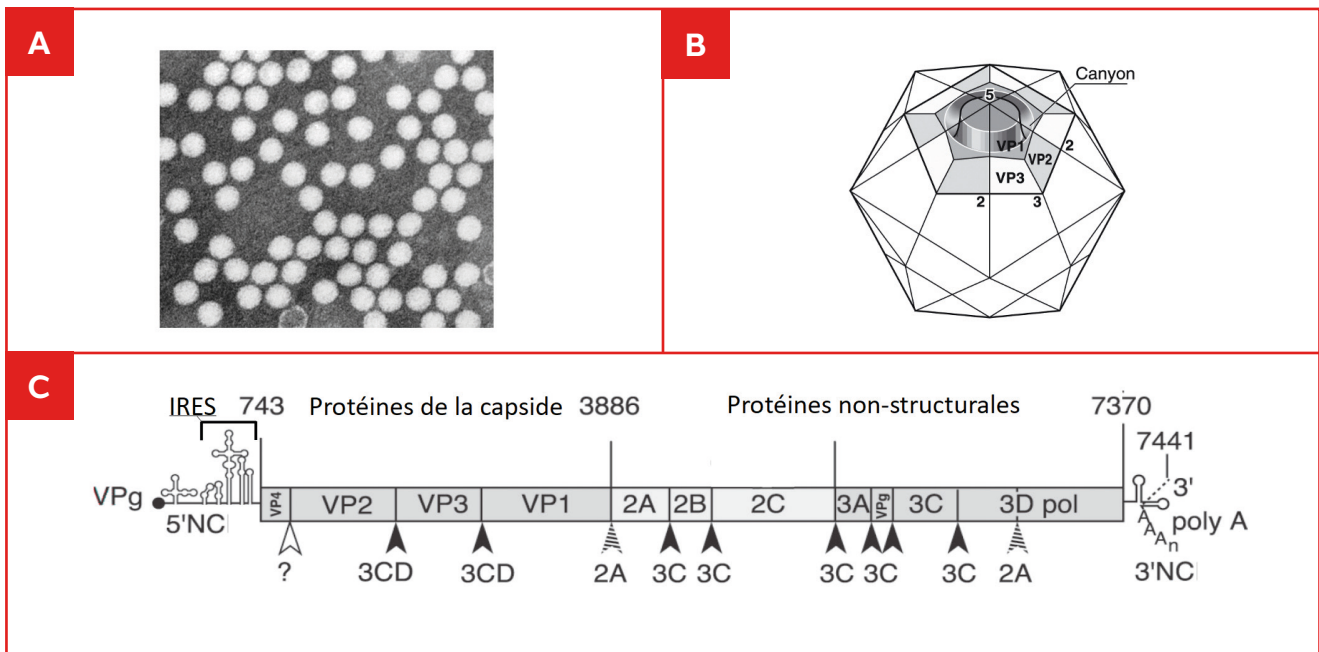 A
B
Canyon
5
VP1
VP2
2
VP3
2
3
C
IRES
743
Protéines de la capside
3886
Protéines non-structurales
7370
7441
VPg
5'NC
VP4
VP2
VP3
VP1
2A
2B
2C
3A
VPg
3C
3D pol
3'
A
A
A
n
poly A
3'NC
?
3CD
3CD
2A
3C
3C
3C
3C
3C
2A